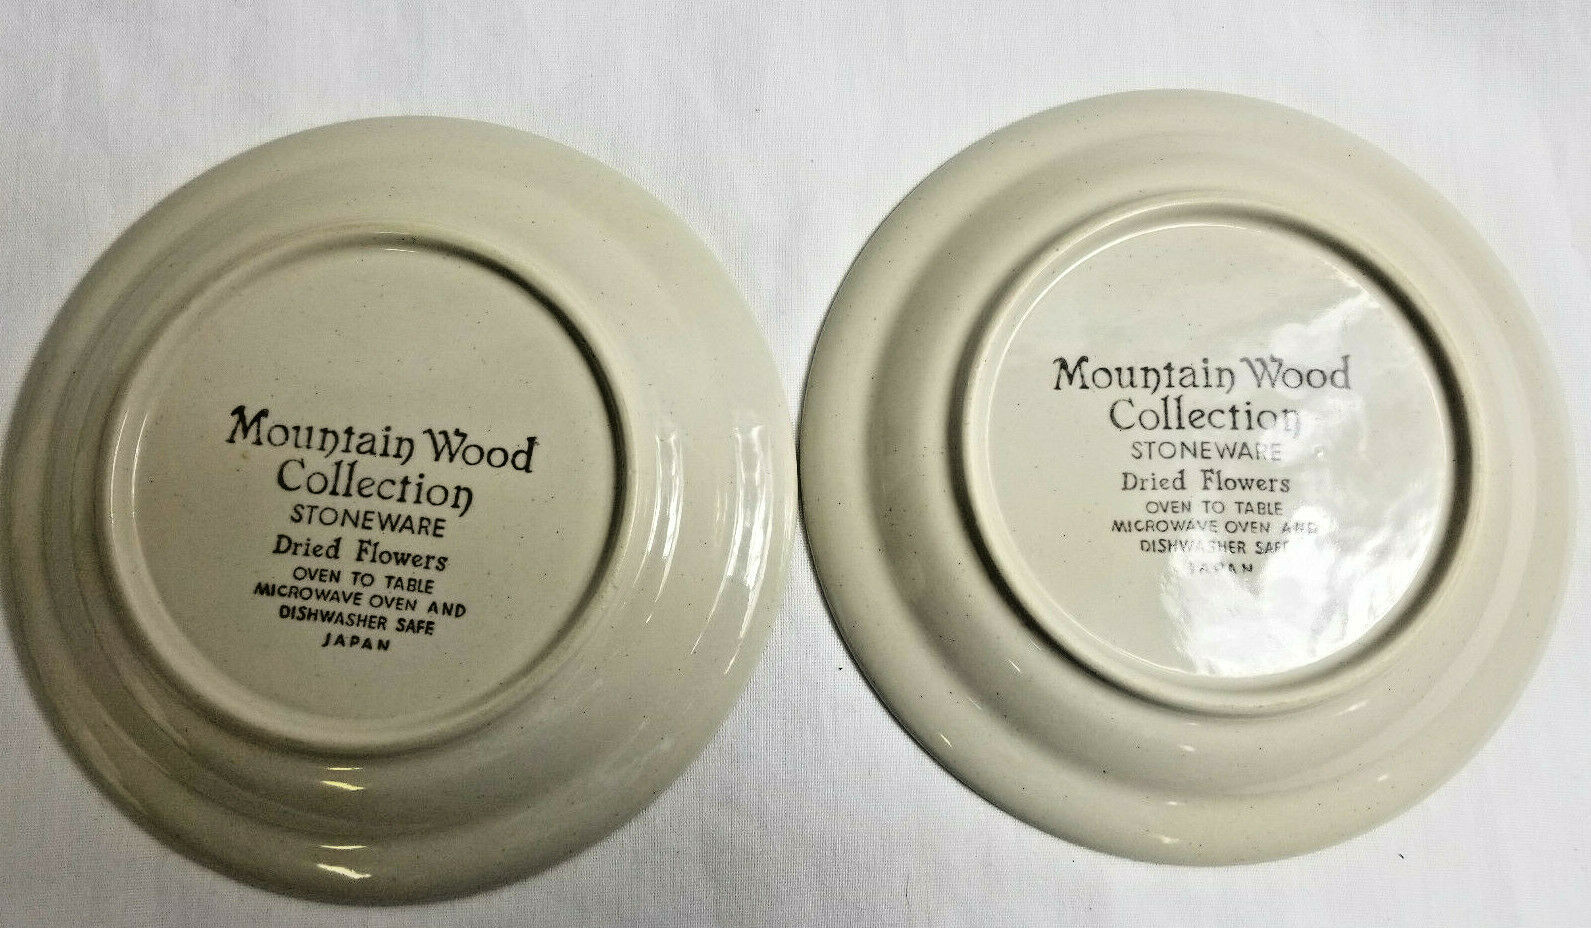 Mountain Wood
Collection
STONEWARE
Dried Flowers
OVEN TO TABLE
MICROWAVE OVEN AND
DISHWASHER SAFE
JAPAN
Mountain Wood
Collection
STONEWARE
Dried Flowers
OVEN TO TABLE
MICROWAVE OVEN AND
DISHWASHER SAFE
JAPAN